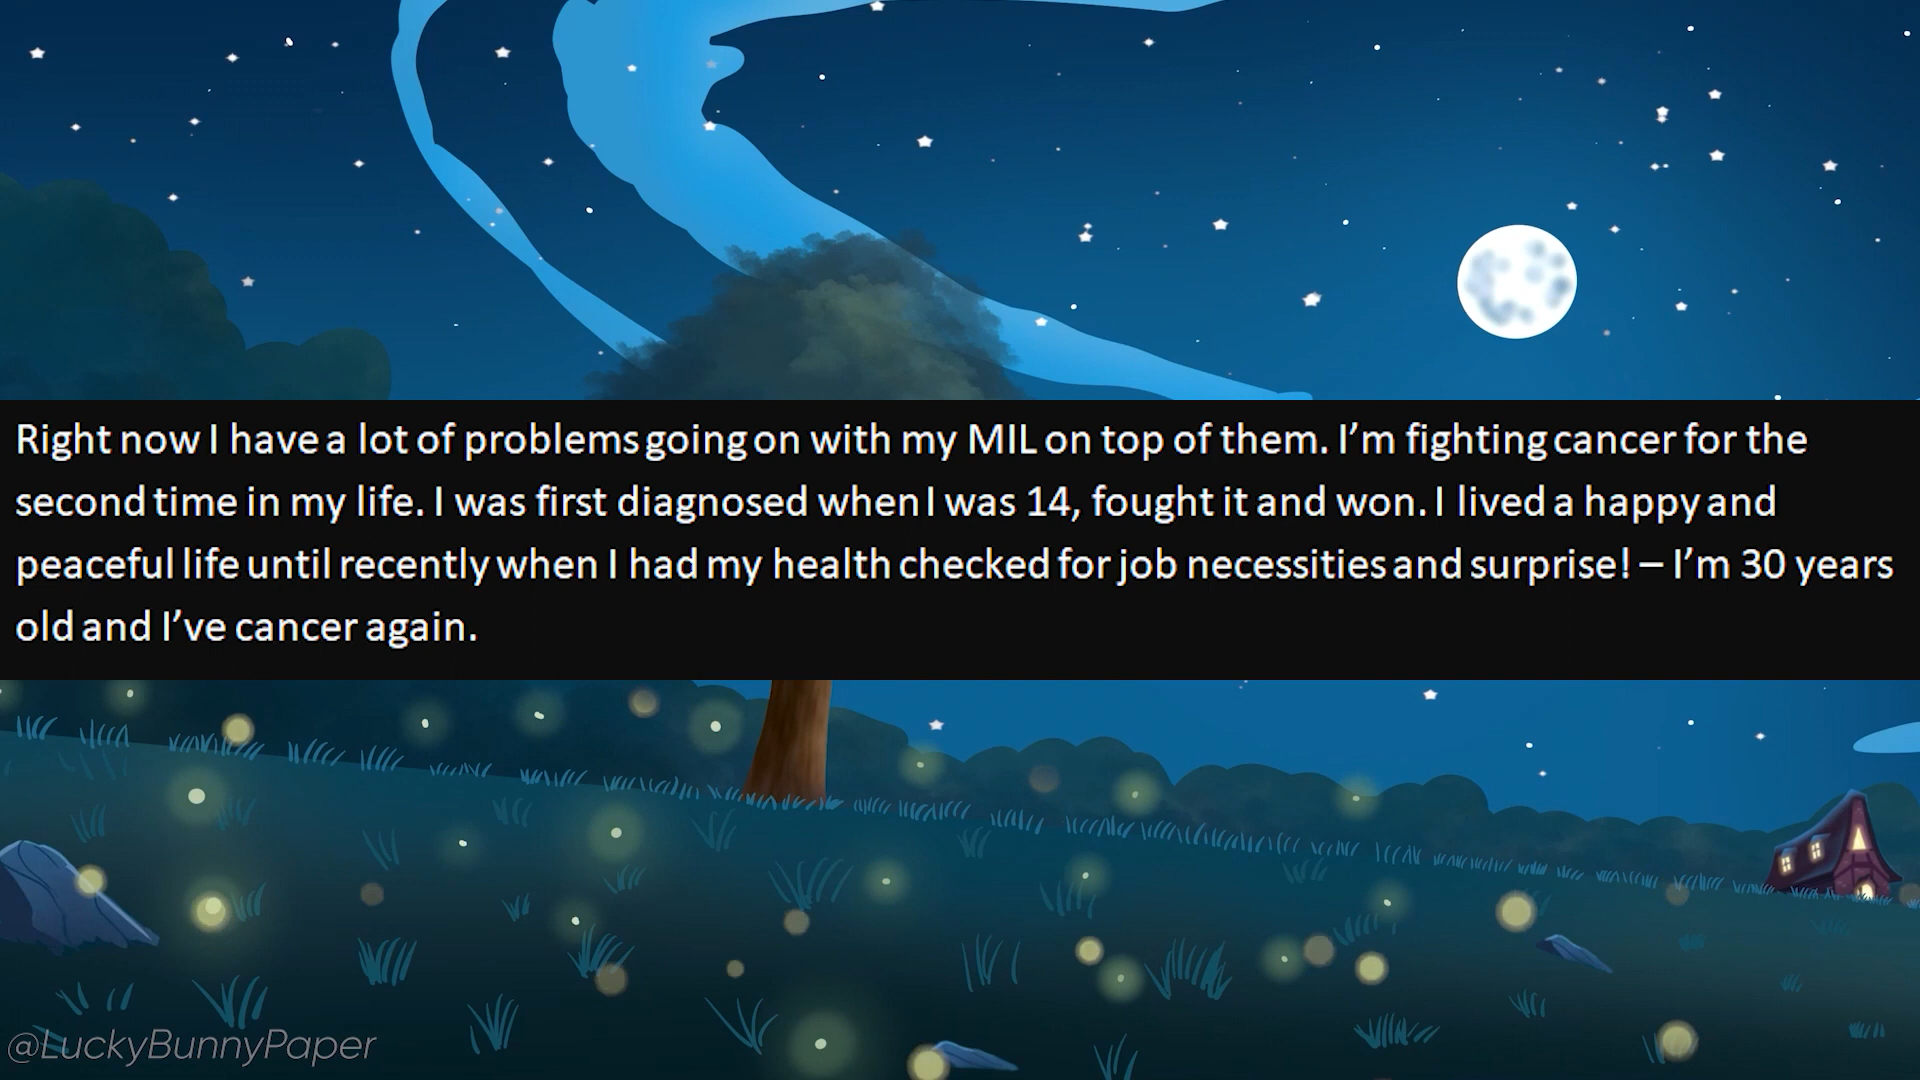 Right now I have a lot of problems going on with my MIL on top of them. I’m fighting cancer for the
second time in my life. I was first diagnosed when I was 14, fought it and won. I lived a happy and
peaceful life until recently when I had my health checked for job necessities and surprise! – I’m 30 years
old and I’ve cancer again.
@LuckyBunnyPaper